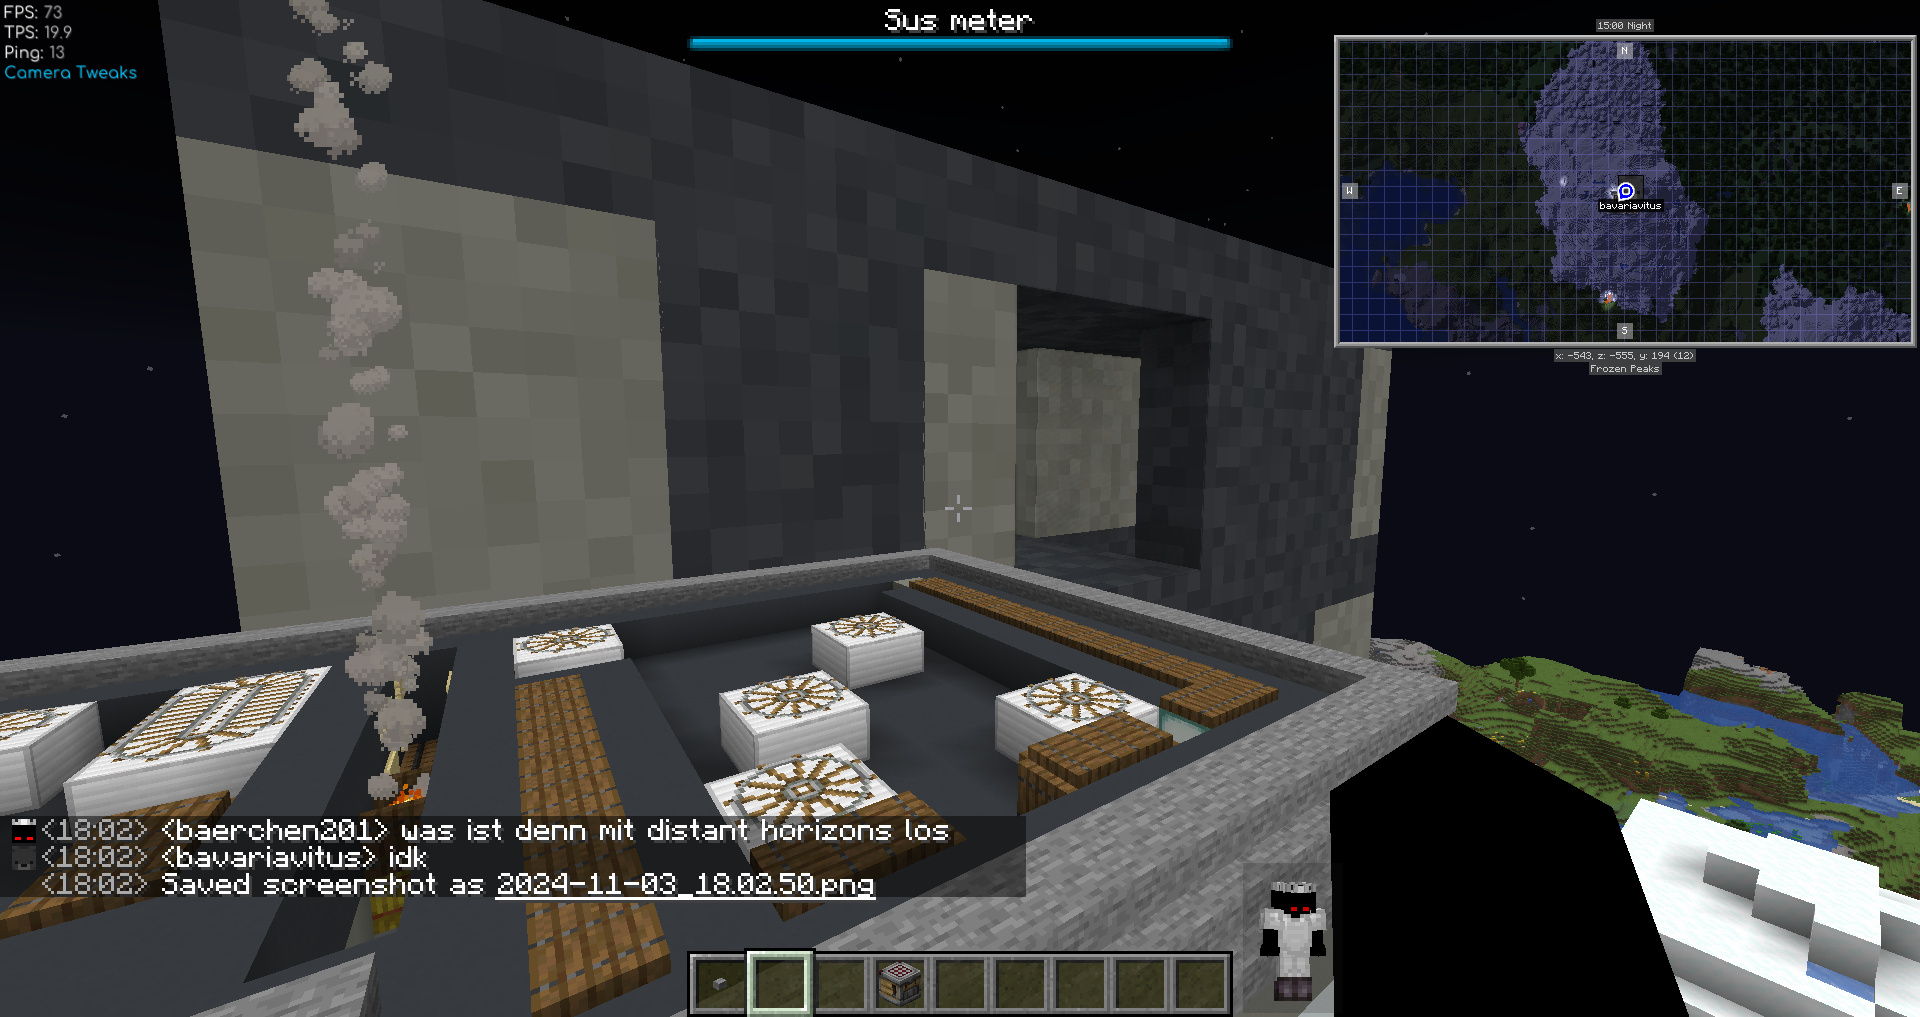 FPS: 73
TPS: 19.9
Ping: 13
Camera Tweaks
Sus meter
15:00 Night
N
W
E
bavariavitus
S
x: -543, z: -555, y: 194 (12)
Frozen Peaks
<18:02> <baerchen201> was ist denn mit distant horizons los
<18:02> <bavariavitus> idk
<18:02> Saved screenshot as 2024-11-03_18.02.50.png